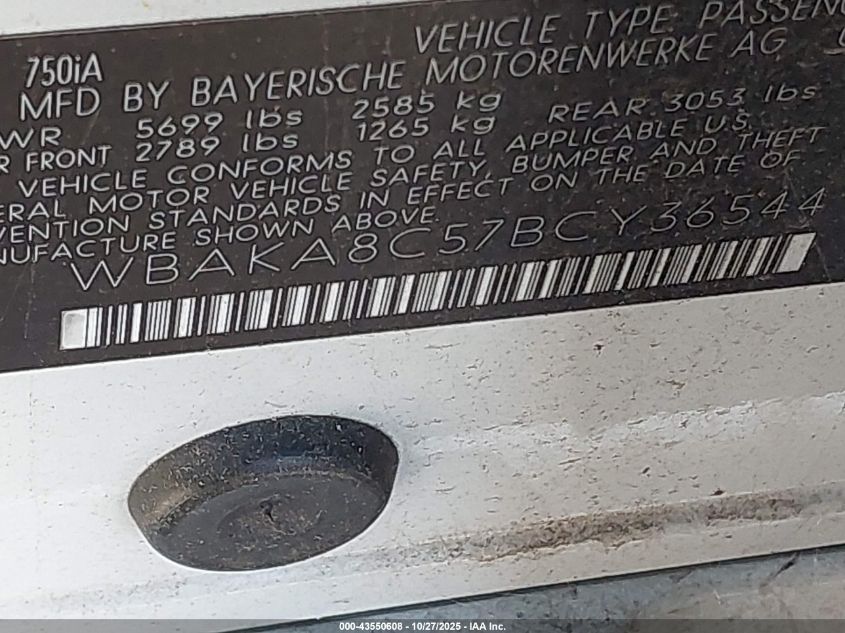 VEHICLE TYPE PASSENG
750iA
MFD BY BAYERISCHE MOTORENWERKE AG
WR 5699 lbs 2585 kg
R FRONT 2789 lbs 1265 kg REAR 3053 lbs
VEHICLE CONFORMS TO ALL APPLICABLE U.S.
ERAL MOTOR VEHICLE SAFETY, BUMPER, AND THEFT
VENTION STANDARDS IN EFFECT ON THE DATE OF
NUFACTURE SHOWN ABOVE.
WBAKA8C57BCY36544
000-43550608 | 10/27/2025 - IAA Inc.